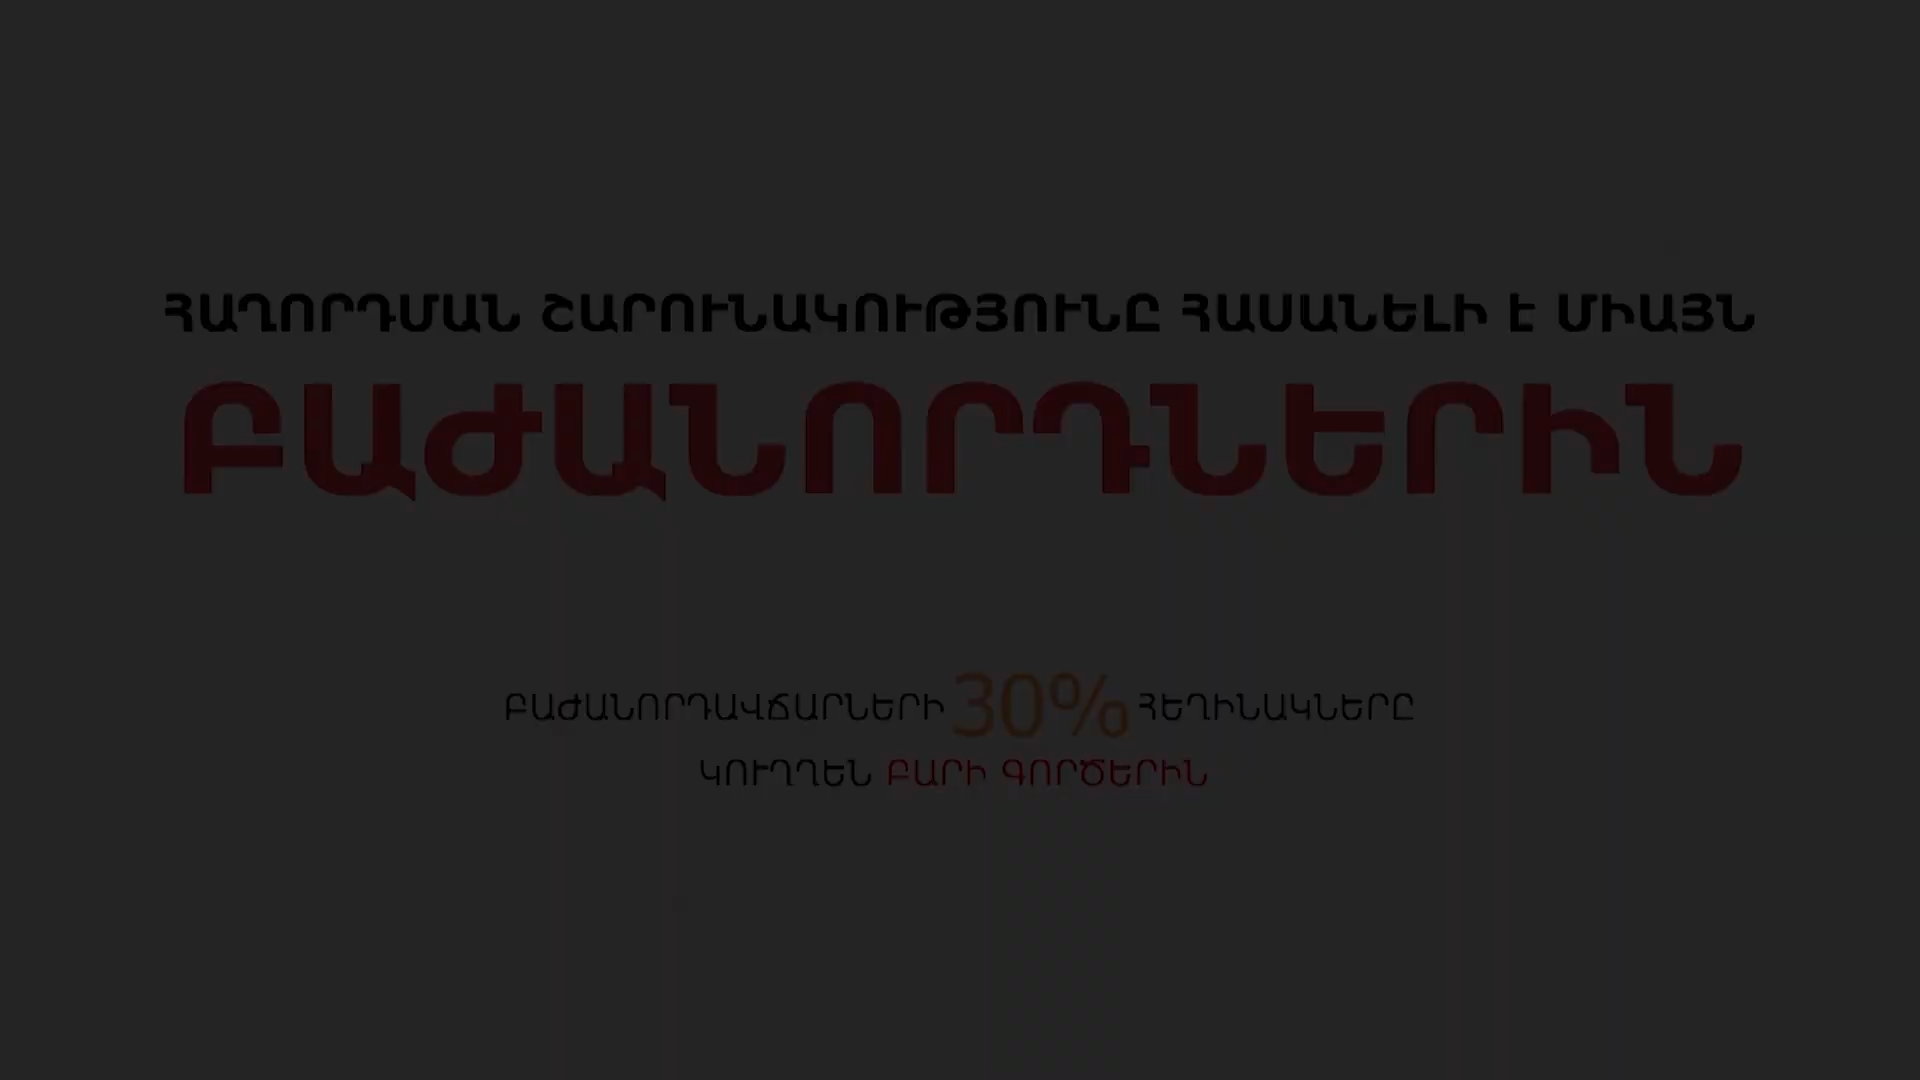 ՀԱՂՈՐԴՄԱՆ ՇԱՐՈՒՆԱԿՈՒԹՅՈՒՆԸ ՀԱՍԱՆԵԼԻ է ՄԻԱՅՆ
ԲԱԺԱՆՈՐԴՆԵՐԻՆ
ԲԱԺԱՆՈՐԴԱՎՃԱՐՆԵՐԻ 30% ՀԵՂԻՆԱԿՆԵՐԸ
ԿՈՒՂՂԵՆ ԲԱՐԻ ԳՈՐԾԵՐԻՆ